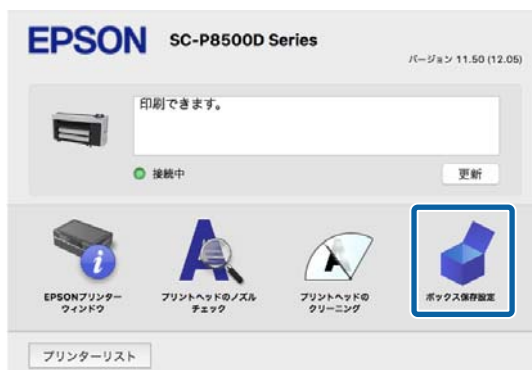 EPSON SC-P8500D Series
バージョン 11.50 (12.05)
印刷できます。
接続中
更新
EPSONプリンター
ウィンドウ
プリントヘッドのノズル
チェック
プリントヘッドの
クリーニング
ボックス保存設定
プリンターリスト